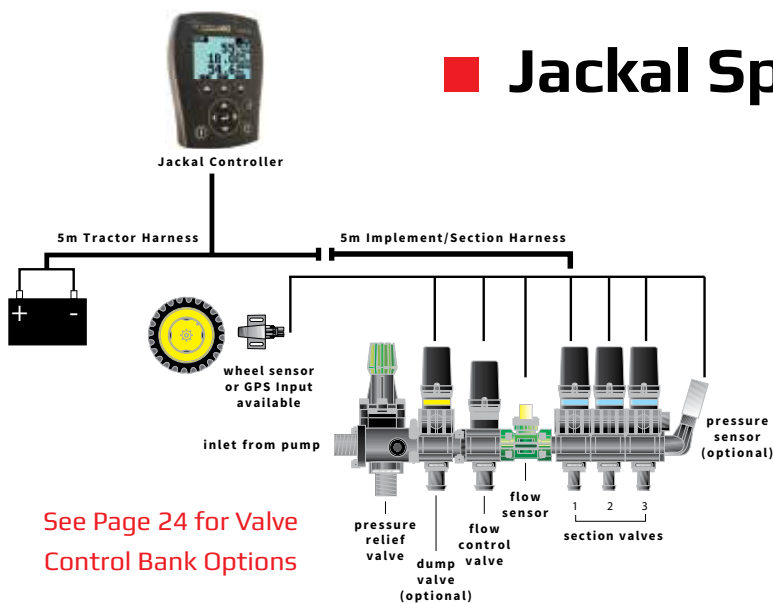 Jackal Sp
Jackal Controller
5m Tractor Harness
5m Implement/Section Harness
+ -
wheel sensor
or GPS Input
available
inlet from pump
pressure
sensor
(optional)
pressure
relief
valve
dump
valve
(optional)
flow
control
valve
flow
sensor
1 2 3
section valves
See Page 24 for Valve
Control Bank Options